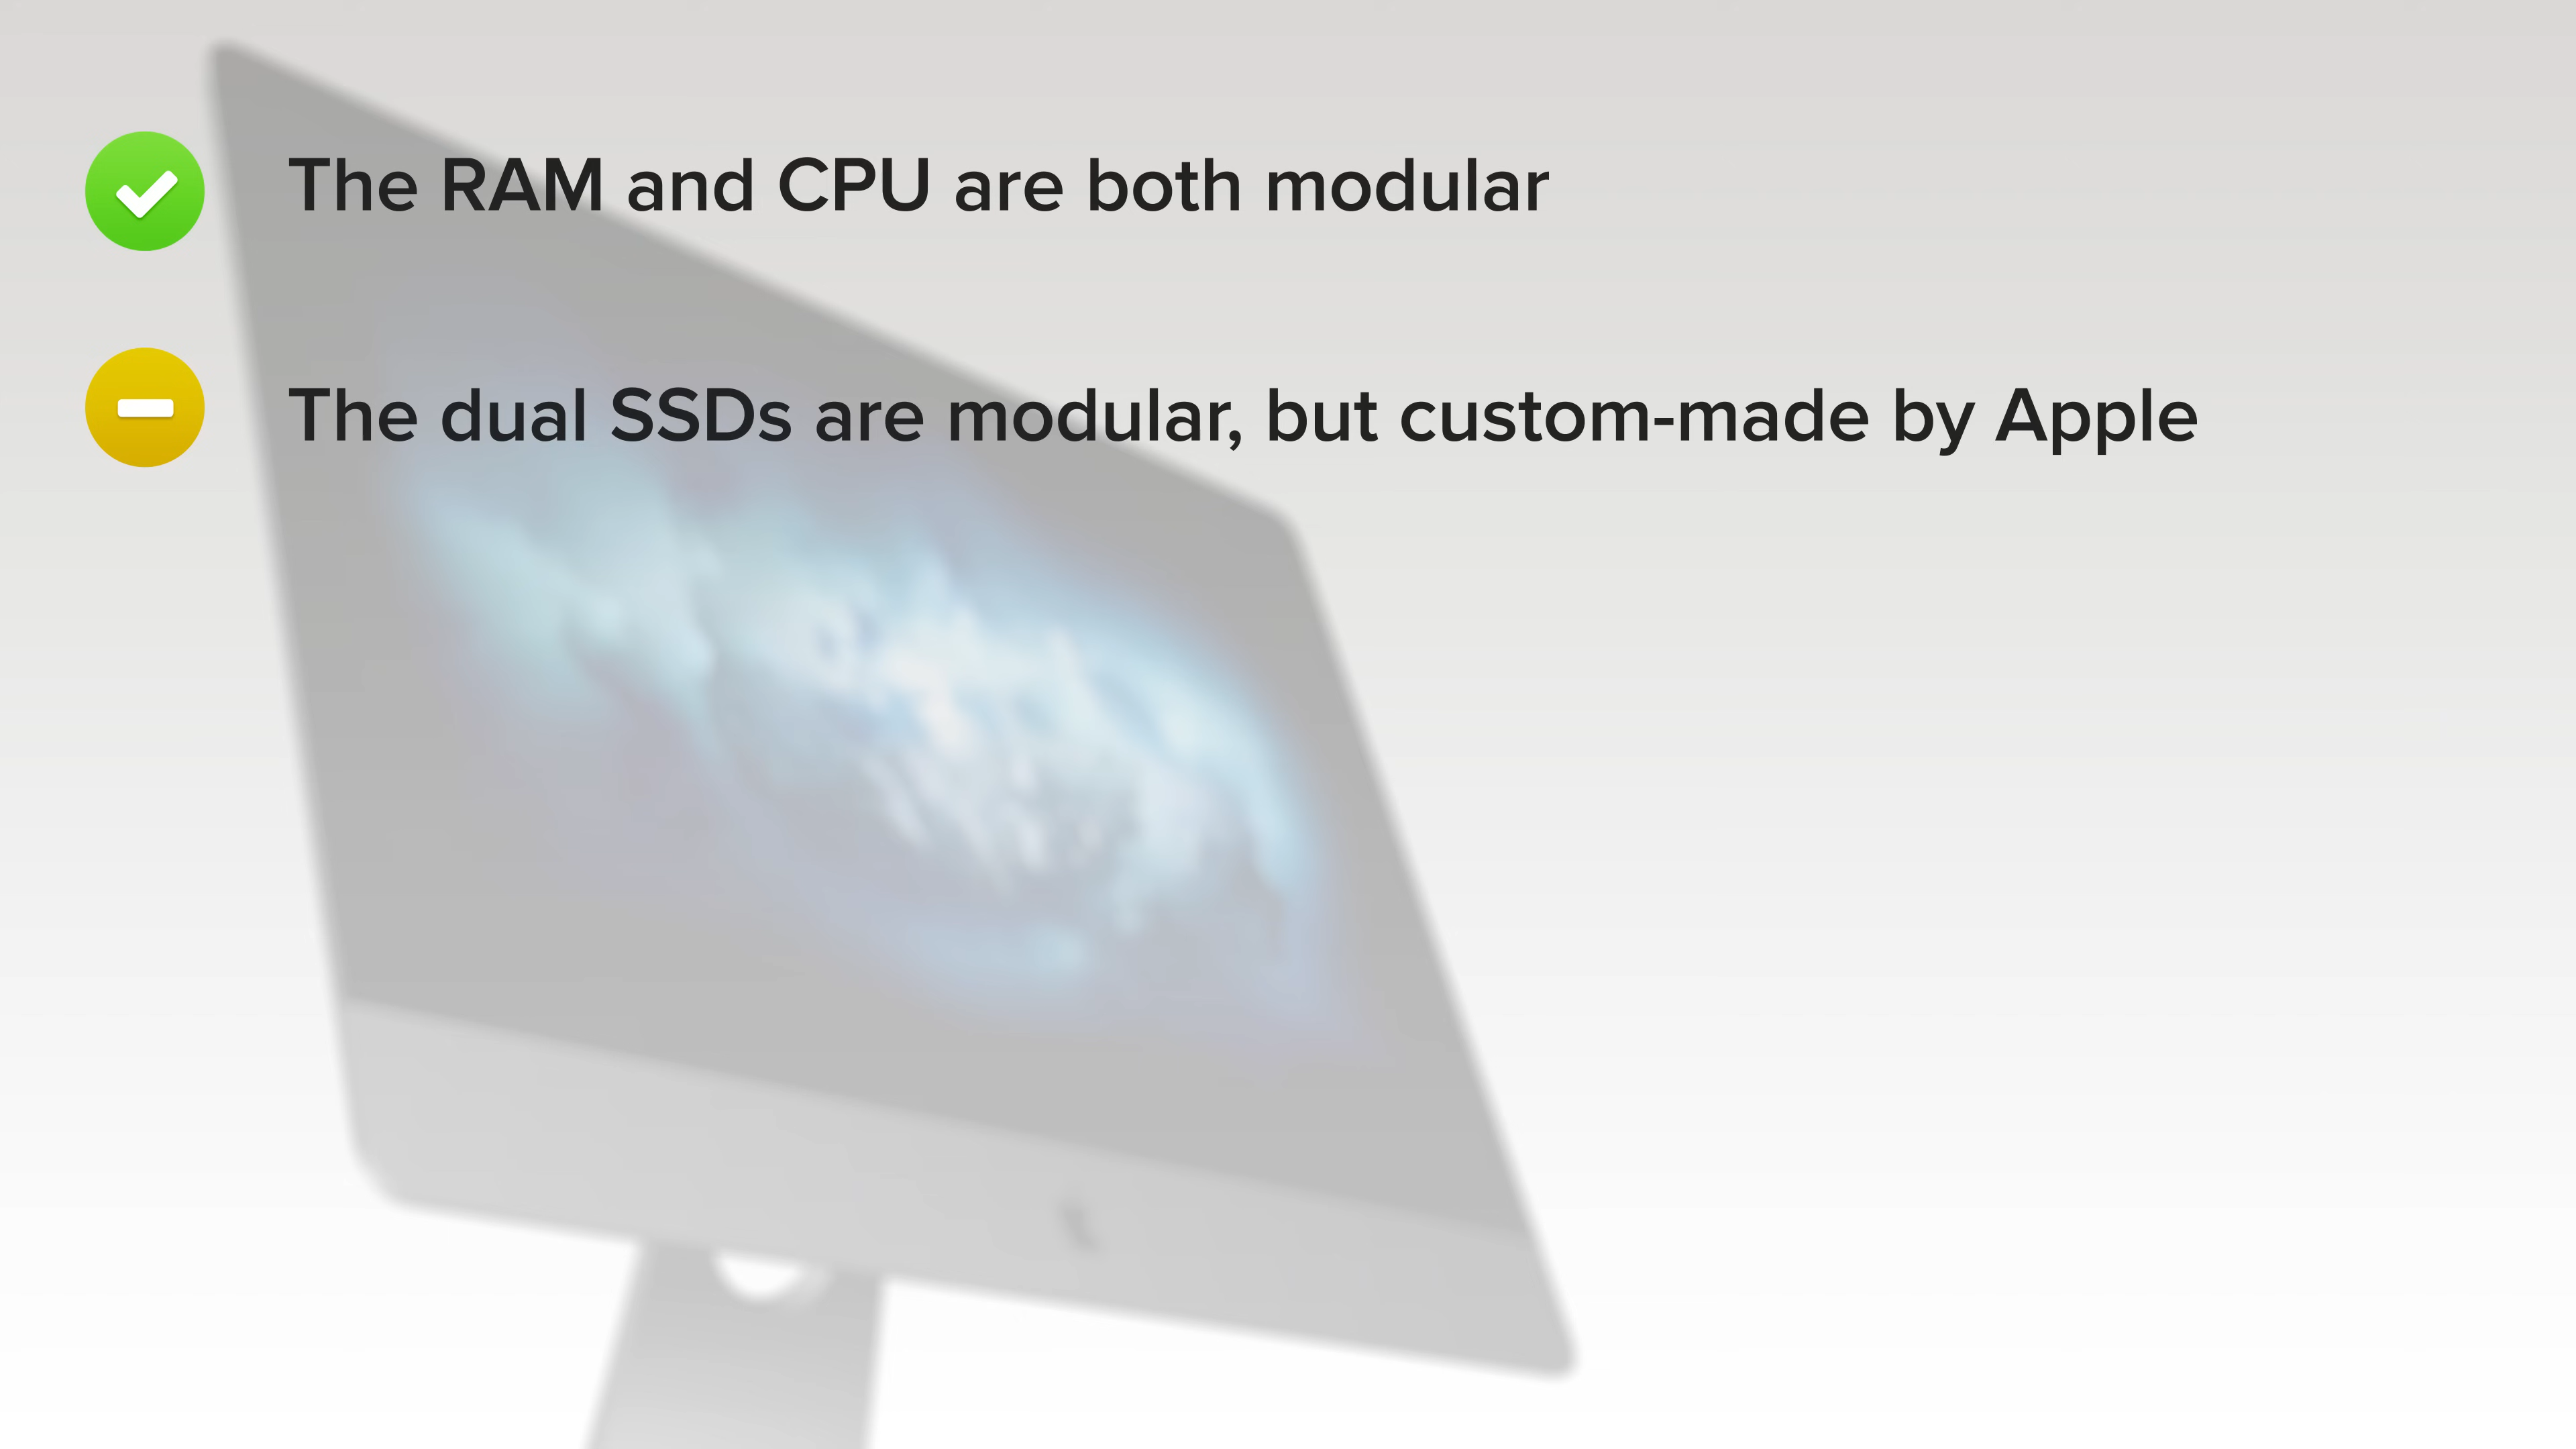 The RAM and CPU are both modular
The dual SSDs are modular, but custom-made by Apple